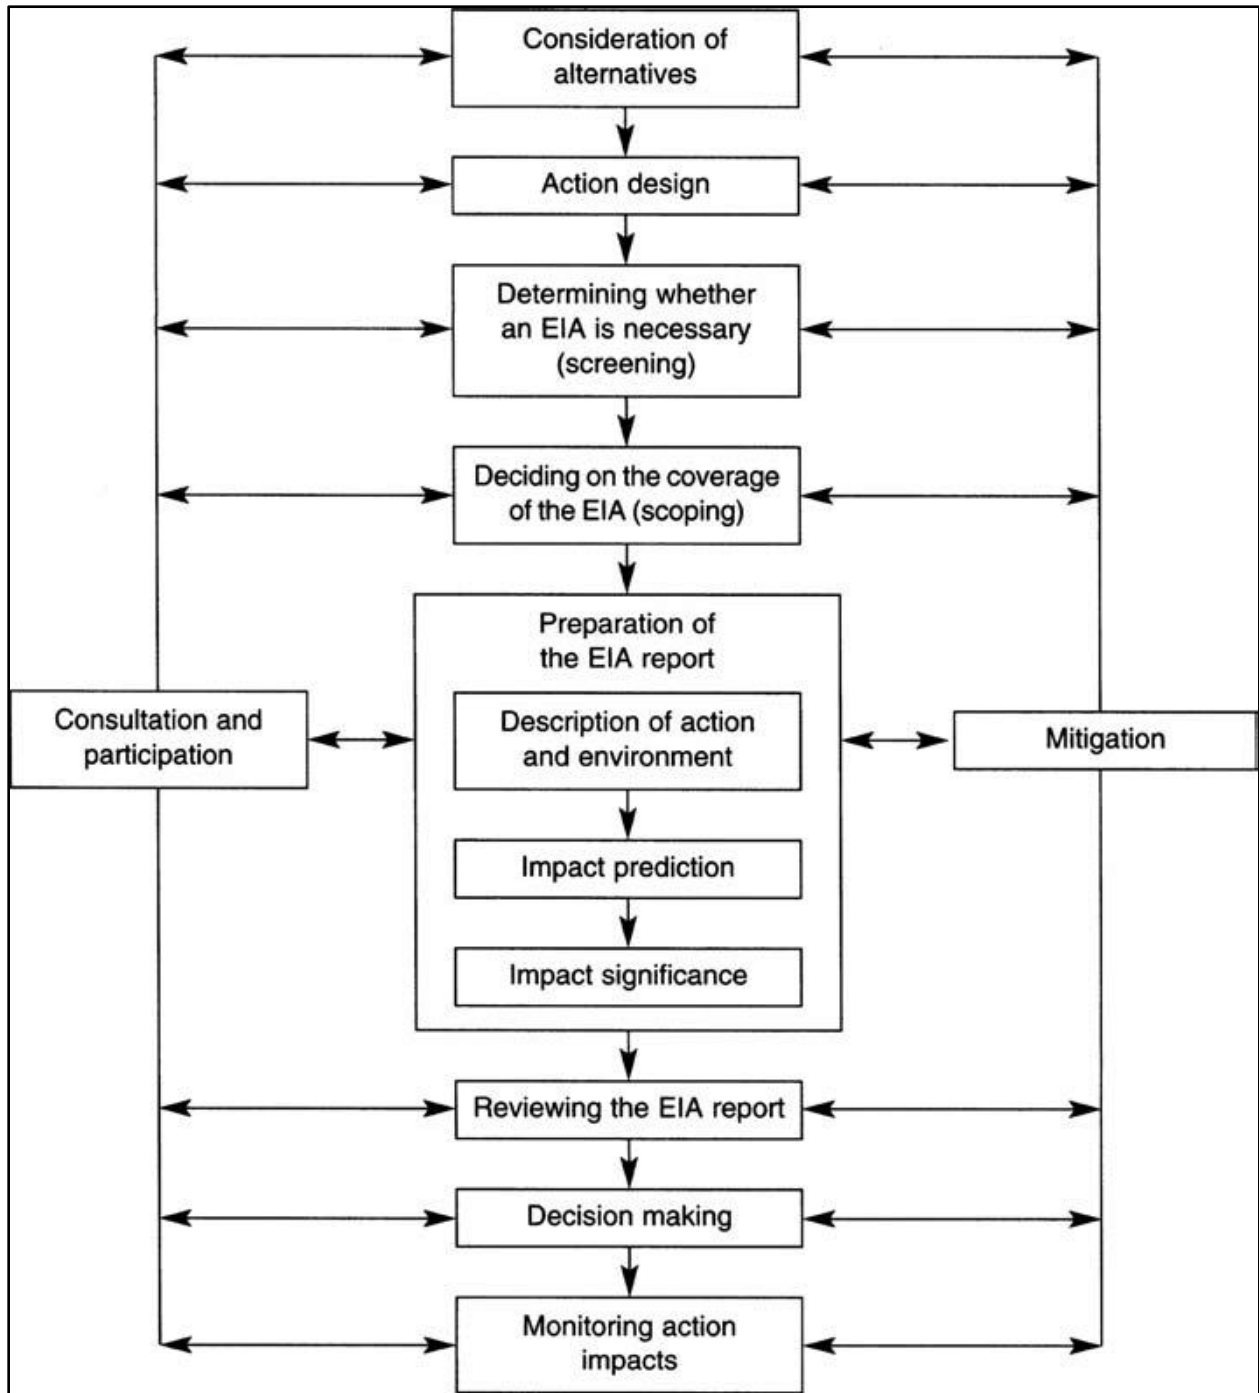 Consideration of
alternatives
Action design
Determining whether
an EIA is necessary
(screening)
Deciding on the coverage
of the EIA (scoping)
Preparation of
the EIA report
Consultation and
participation
Description of action
and environment
Mitigation
Impact prediction
Impact significance
Reviewing the EIA report
Decision making
Monitoring action
impacts